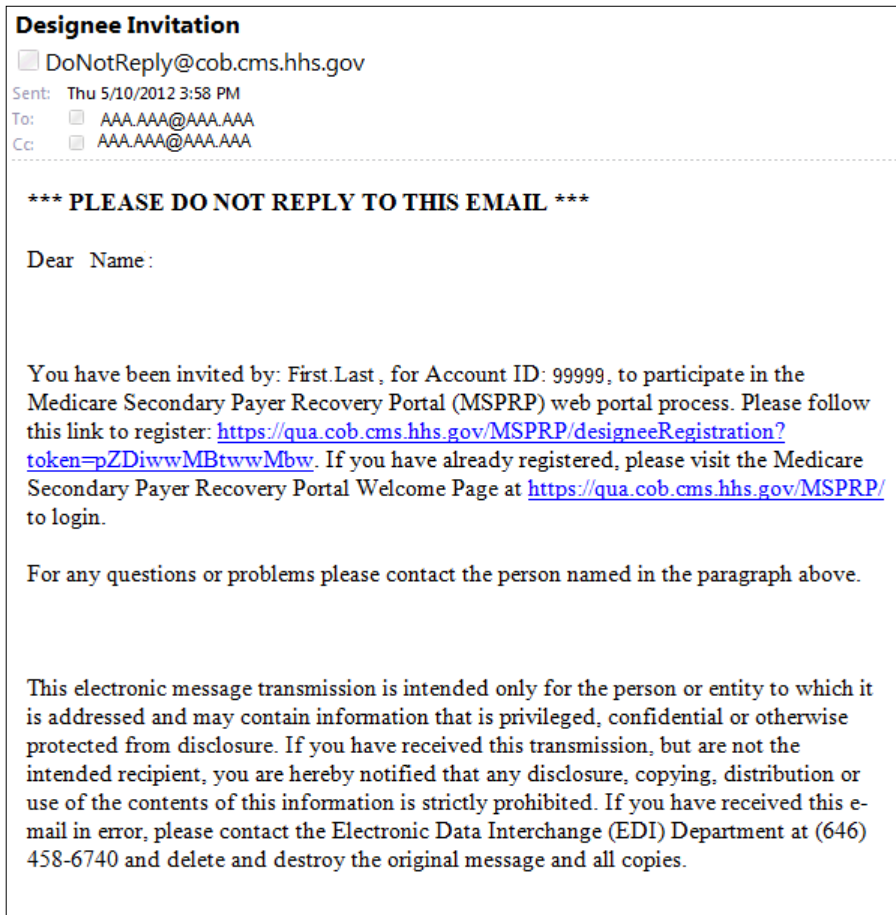 Designee Invitation
DoNotReply@cob.cms.hhs.gov
Sent: Thu 5/10/2012 3:58 PM
To: AAA.AAA@AAA.AAA
Cc: AAA.AAA@AAA.AAA
*** PLEASE DO NOT REPLY TO THIS EMAIL ***
Dear Name:
You have been invited by: First.Last, for Account ID: 99999, to participate in the
Medicare Secondary Payer Recovery Portal (MSPRP) web portal process. Please follow
this link to register: https://qua.cob.cms.hhs.gov/MSPRP/designeeRegistration?
token=pZDiwwMBtwwMbw. If you have already registered, please visit the Medicare
Secondary Payer Recovery Portal Welcome Page at https://qua.cob.cms.hhs.gov/MSPRP/
to login.
For any questions or problems please contact the person named in the paragraph above.
This electronic message transmission is intended only for the person or entity to which it
is addressed and may contain information that is privileged, confidential or otherwise
protected from disclosure. If you have received this transmission, but are not the
intended recipient, you are hereby notified that any disclosure, copying, distribution or
use of the contents of this information is strictly prohibited. If you have received this e-
mail in error, please contact the Electronic Data Interchange (EDI) Department at (646)
458-6740 and delete and destroy the original message and all copies.